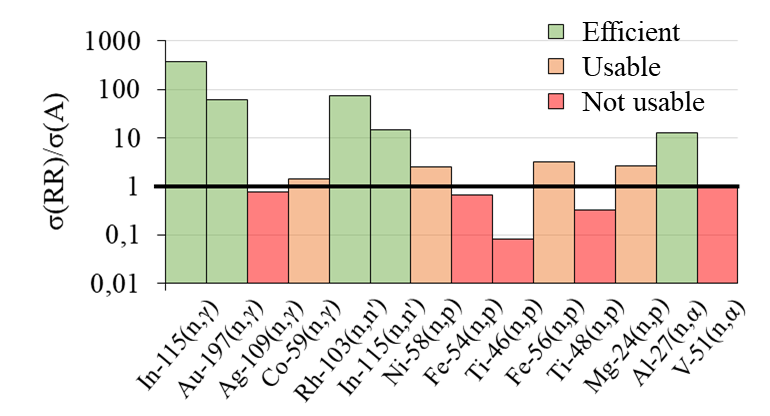 Efficient
Usable
Not usable
σ(RR)/σ(A)
1000
100
10
1
0,1
0,01
In-115(n,γ)
Au-197(n,γ)
Ag-109(n,γ)
Co-59(n,γ)
Rh-103(n,n')
In-115(n,n')
Ni-58(n,p)
Fe-54(n,p)
Ti-46(n,p)
Fe-56(n,p)
Ti-48(n,p)
Mg-24(n,p)
Al-27(n,α)
V-51(n,α)